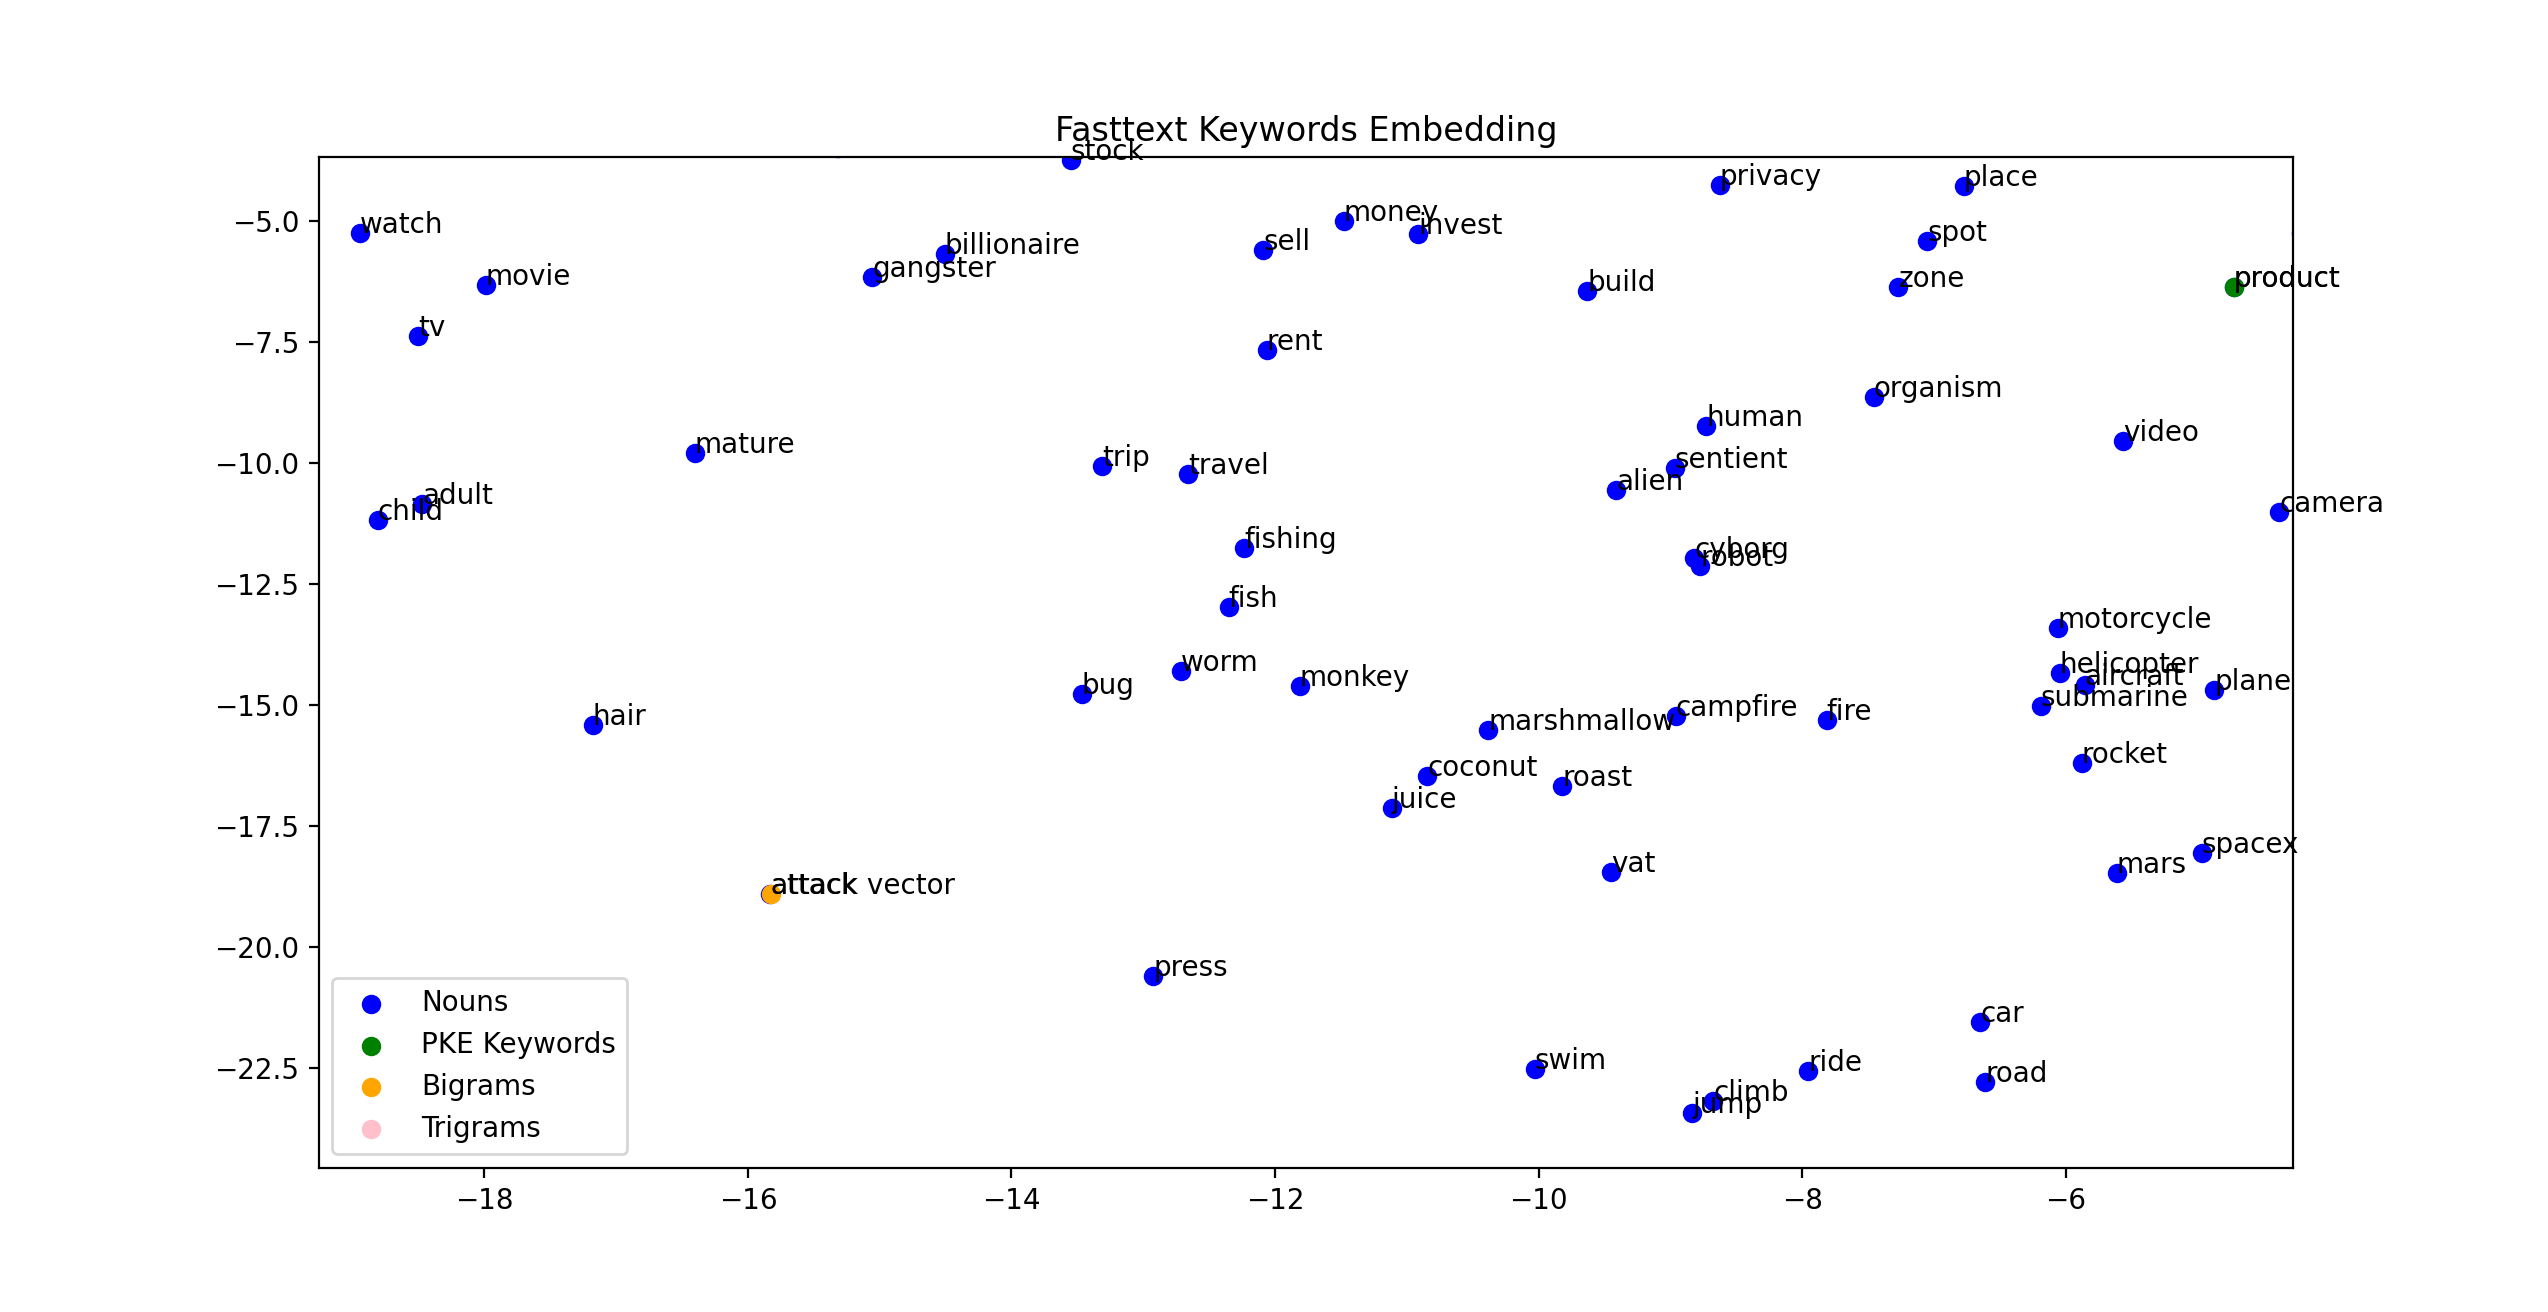 Fasttext Keywords Embedding
stock
privacy
place
−5.0
watch
money
invest
spot
sell
billionaire
gangster
movie
build
zone
product
tv
−7.5
rent
organism
human
video
mature
−10.0
trip
travel
sentient
alien
adult
child
camera
fishing
cyborg
robot
−12.5
fish
motorcycle
worm
helicopter
aircraft
plane
bug
monkey
submarine
−15.0
hair
marshmallow
campfire
fire
rocket
coconut
roast
juice
−17.5
spacex
vat
mars
attack vector
attack
−20.0
press
Nouns
PKE Keywords
Bigrams
Trigrams
car
−22.5
swim
ride
road
climb
jump
−18
−16
−14
−12
−10
−8
−6